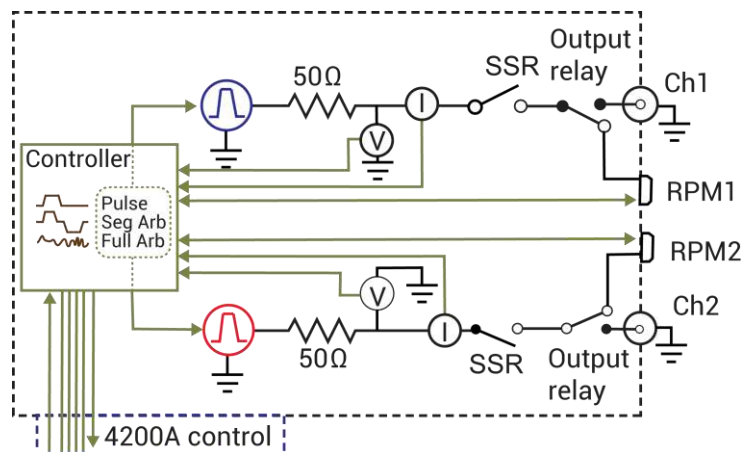 Output
relay
50Ω
SSR
Ch1
I
V
Controller
Pulse
Seg Arb
Full Arb
RPM1
RPM2
V
Ch2
I
50Ω
SSR
Output
relay
4200A control